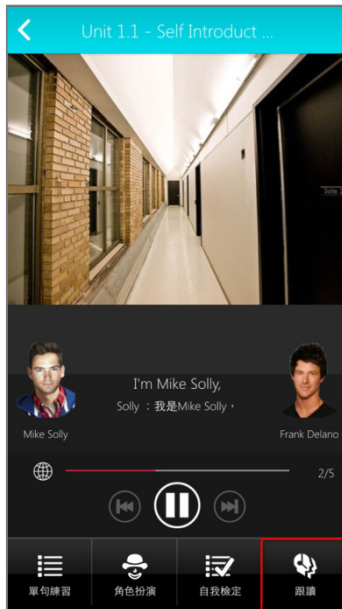 Unit 1.1 - Self Introduct ...
Suite
I'm Mike Solly,
Solly ：我是Mike Solly，
Mike Solly
Frank Delano
2/5
單句練習
角色扮演
自我檢定
跟讀